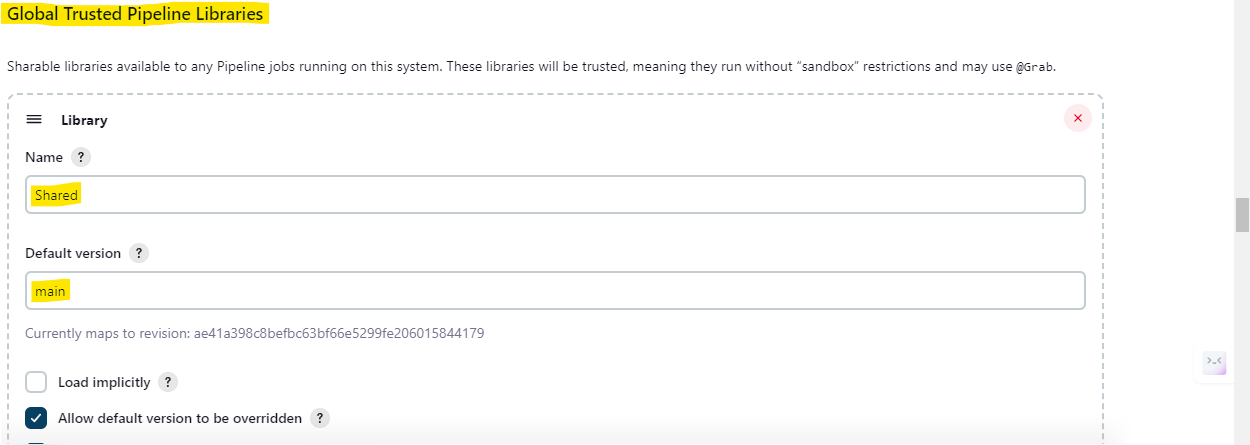 Global Trusted Pipeline Libraries
Sharable libraries available to any Pipeline jobs running on this system. These libraries will be trusted, meaning they run without “sandbox” restrictions and may use @Grab.
Library
Name ?
Shared
Default version ?
main
Currently maps to revision: ae41a398c8befbc63bf66e5299fe206015844179
Load implicitly ?
Allow default version to be overridden ?